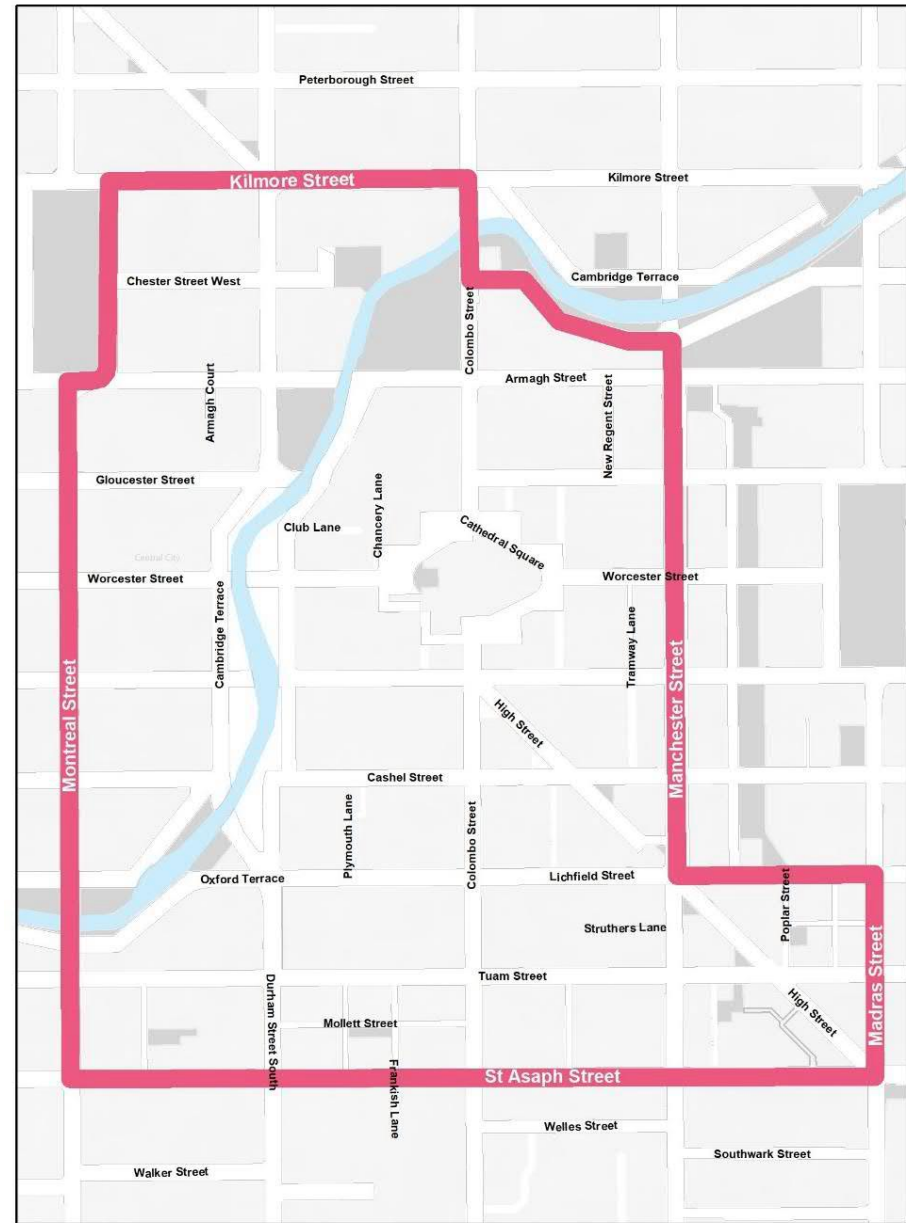 Peterborough Street
Kilmore Street
Kilmore Street
Chester Street West
Cambridge Terrace
Colombo Street
Armagh Street
Armagh Court
New Regent Street
Gloucester Street
Chancery Lane
Club Lane
Cathedral Square
Central City
Worcester Street
Worcester Street
Cambridge Terrace
Tramway Lane
Montreal Street
Manchester Street
High Street
Cashel Street
Plymouth Lane
Colombo Street
Oxford Terrace
Lichfield Street
Poplar Street
Struthers Lane
Madras Street
Tuam Street
Durham Street South
High Street
Mollett Street
Frankish Lane
St Asaph Street
Welles Street
Southwark Street
Walker Street